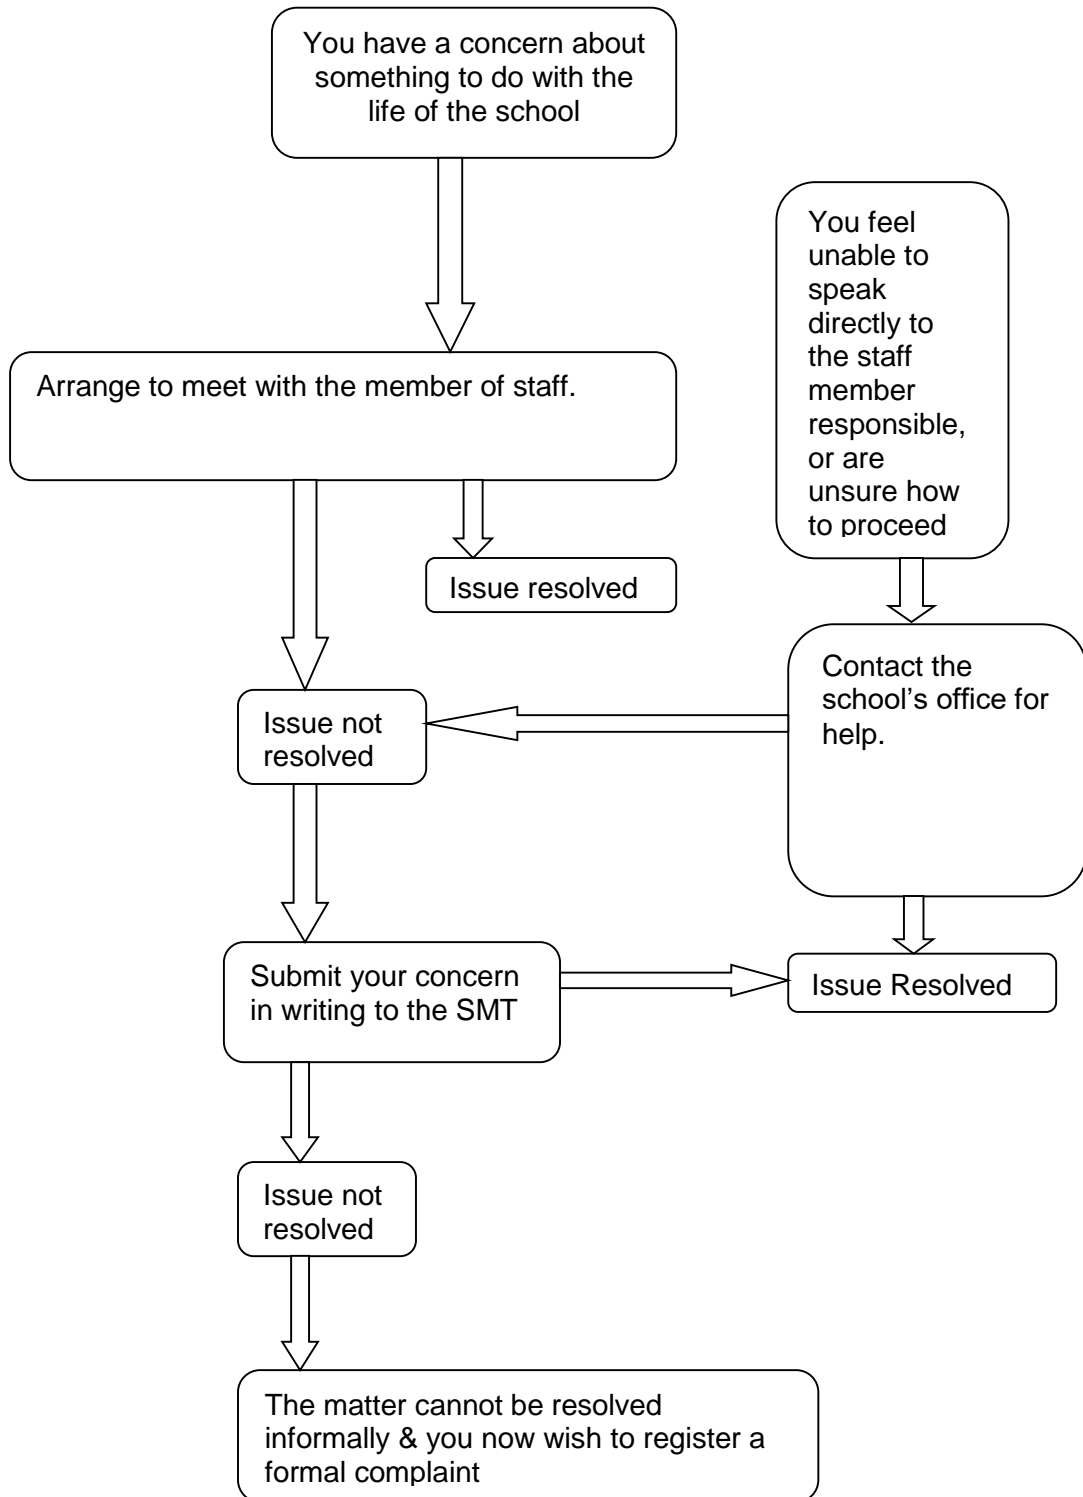 You have a concern about
something to do with the
life of the school
You feel
unable to
speak
directly to
the staff
member
responsible,
or are
unsure how
to proceed
Arrange to meet with the member of staff.
Issue resolved
Contact the
school’s office for
help.
Issue not
resolved
Submit your concern
in writing to the SMT
Issue Resolved
Issue not
resolved
The matter cannot be resolved
informally & you now wish to register a
formal complaint